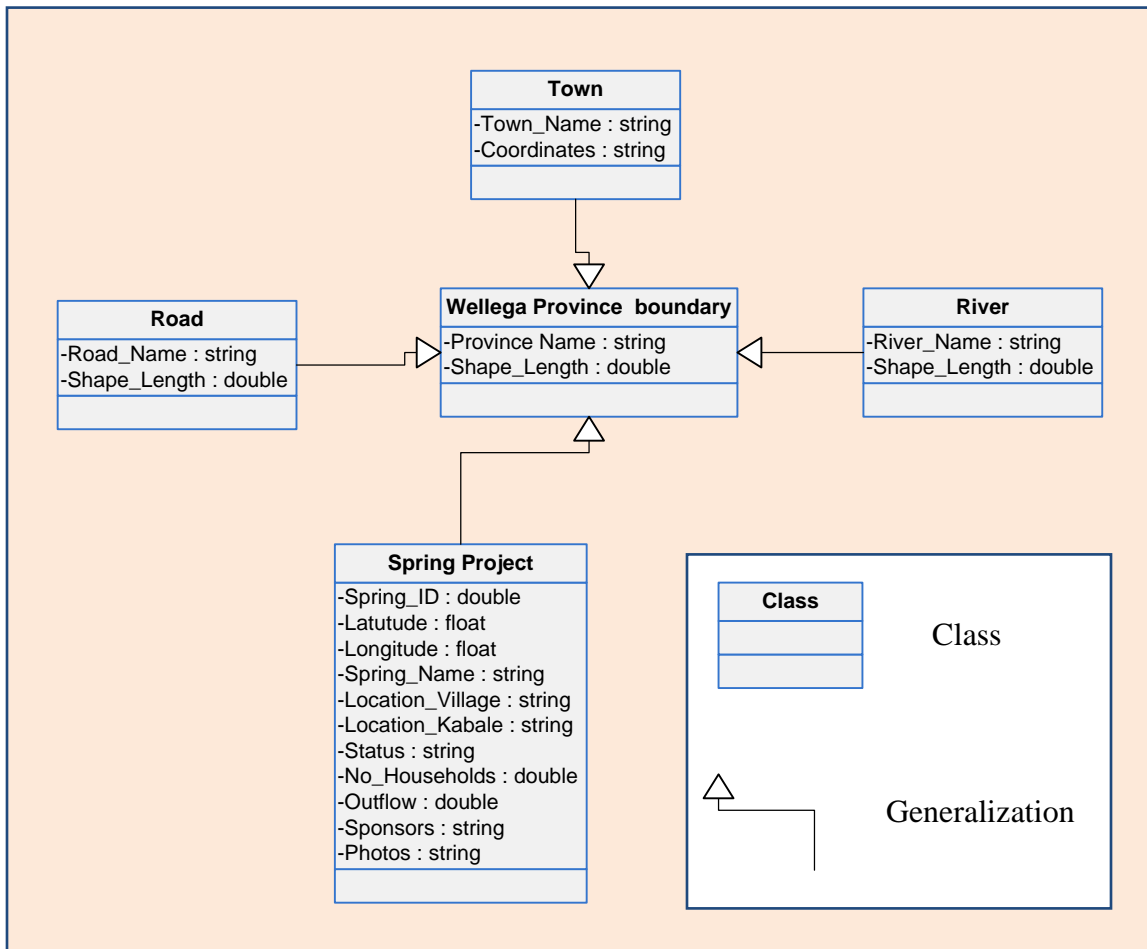 Town
-Town_Name : string
-Coordinates : string
Road
-Road_Name : string
-Shape_Length : double
Wellega Province boundary
-Province Name : string
-Shape_Length : double
River
-River_Name : string
-Shape_Length : double
Spring Project
-Spring_ID : double
-Latutude : float
-Longitude : float
-Spring_Name : string
-Location_Village : string
-Location_Kabale : string
-Status : string
-No_Households : double
-Outflow : double
-Sponsors : string
-Photos : string
Class
Class
Generalization